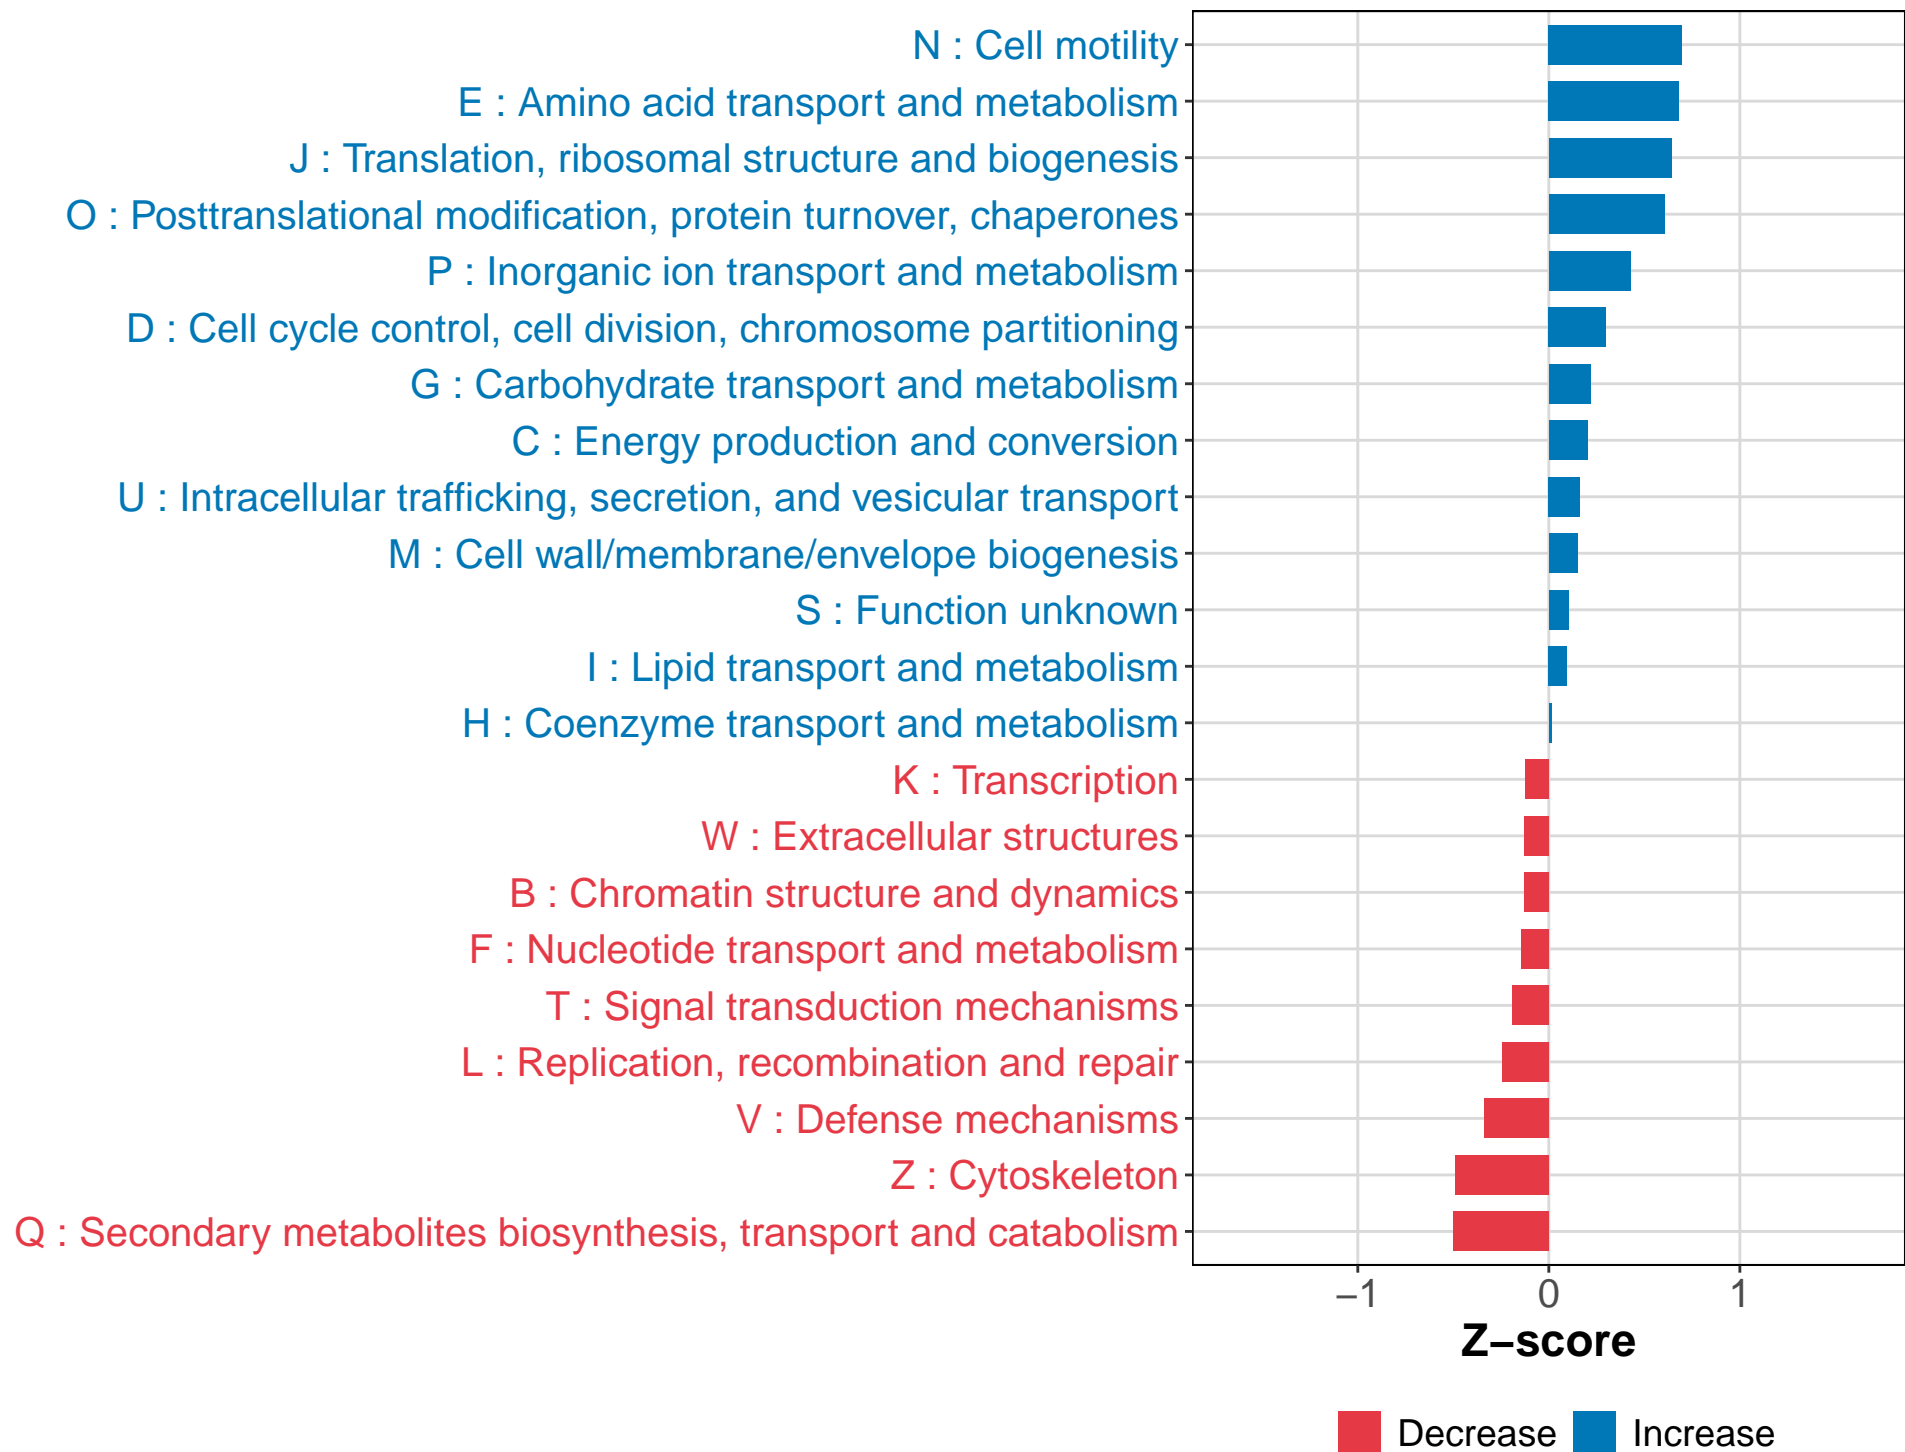 N : Cell motility
E : Amino acid transport and metabolism
J : Translation, ribosomal structure and biogenesis
O : Posttranslational modification, protein turnover, chaperones
P : Inorganic ion transport and metabolism
D : Cell cycle control, cell division, chromosome partitioning
G : Carbohydrate transport and metabolism
C : Energy production and conversion
U : Intracellular trafficking, secretion, and vesicular transport
M : Cell wall/membrane/envelope biogenesis
S : Function unknown
I : Lipid transport and metabolism
H : Coenzyme transport and metabolism
K : Transcription
W : Extracellular structures
B : Chromatin structure and dynamics
F : Nucleotide transport and metabolism
T : Signal transduction mechanisms
L : Replication, recombination and repair
V : Defense mechanisms
Z : Cytoskeleton
Q : Secondary metabolites biosynthesis, transport and catabolism
−1 0 1
Z−score
Decrease Increase